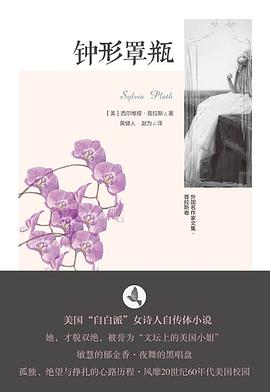 钟形罩瓶
Sylvia Plath
【美】西尔维娅·普拉斯 著
黄健人 赵为 译
外国名作家文集·
普拉斯卷
美国“自白派”女诗人自传体小说
她,才貌双绝,被誉为“文坛上的美国小姐”
敏慧的郁金香·夜舞的黑唱盘
孤独、绝望与挣扎的心路历程·风靡20世纪60年代美国校园